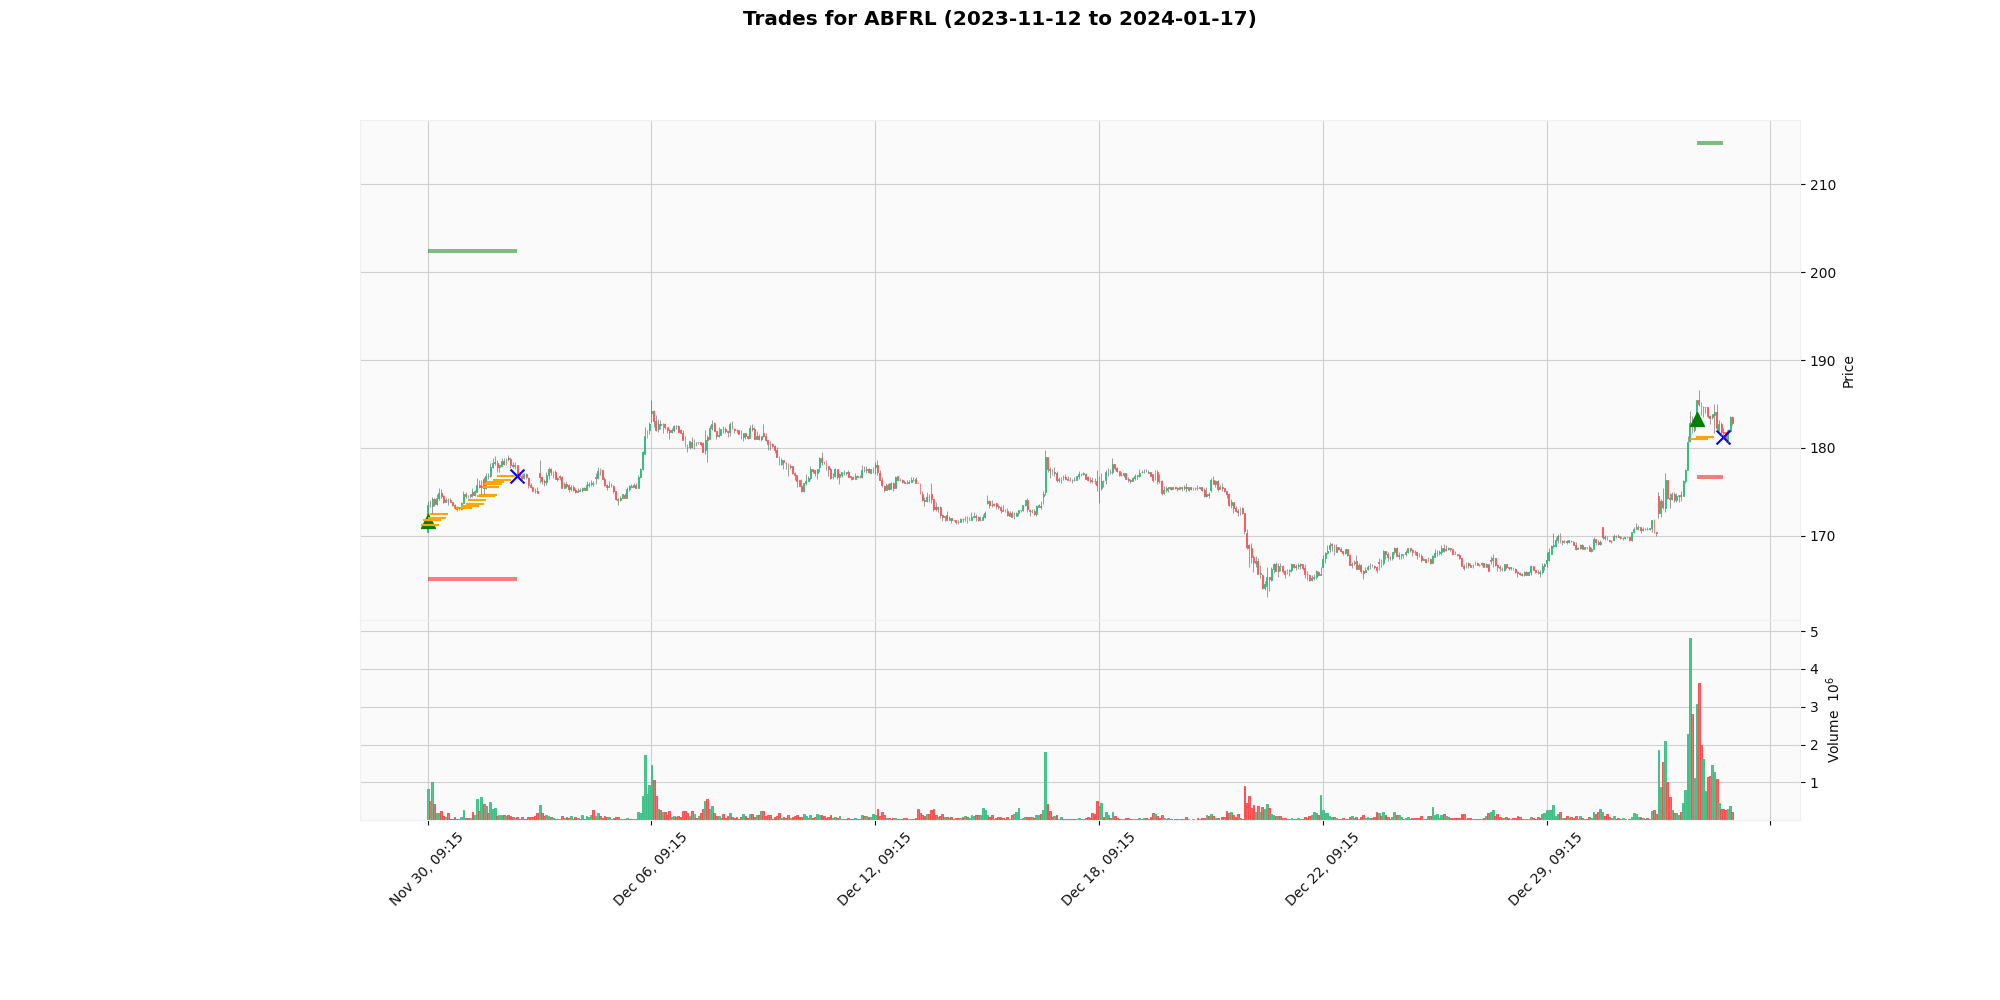 Trades for ABFRL (2023-11-12 to 2024-01-17)
210
200
190
180
170
Price
5
4
3
2
1
Volume 10^6
Nov 30, 09:15
Dec 06, 09:15
Dec 12, 09:15
Dec 18, 09:15
Dec 22, 09:15
Dec 29, 09:15